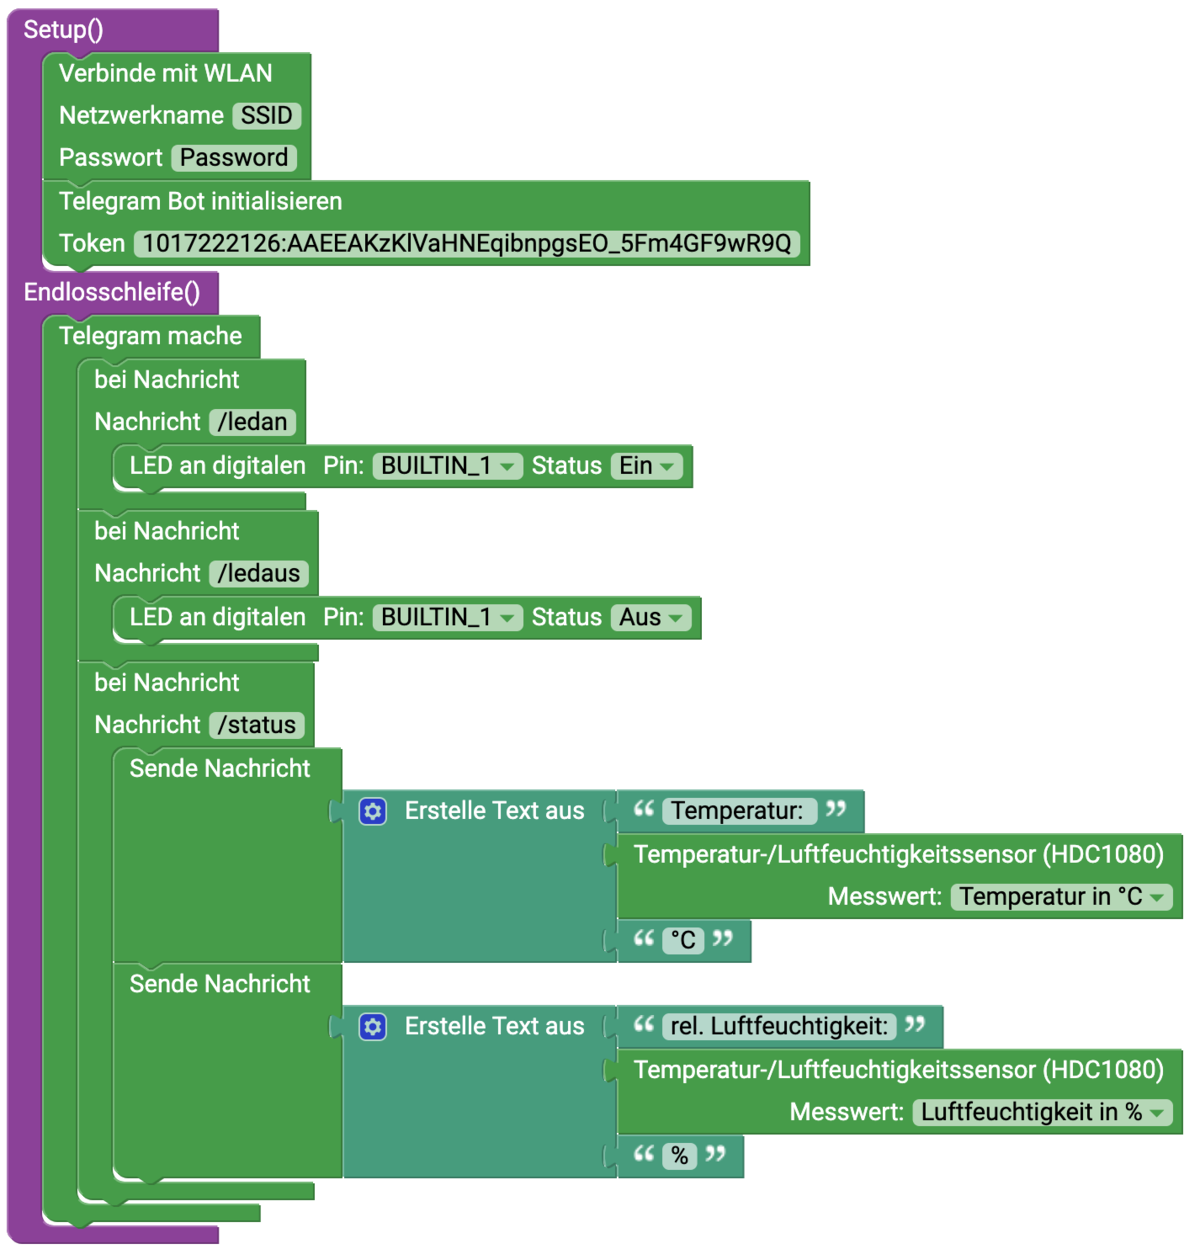 Setup()
Verbinde mit WLAN
Netzwerkname SSID
Passwort Password
Telegram Bot initialisieren
Token 1017222126:AAEEAKzKlVaHNEqibnpgsEO_5Fm4GF9wR9Q
Endlosschleife()
Telegram mache
bei Nachricht
Nachricht /ledan
LED an digitalen Pin: BUILTIN_1 Status Ein
bei Nachricht
Nachricht /ledaus
LED an digitalen Pin: BUILTIN_1 Status Aus
bei Nachricht
Nachricht /status
Sende Nachricht
Erstelle Text aus “ Temperatur: ”
Temperatur-/Luftfeuchtigkeitssensor (HDC1080)
Messwert: Temperatur in °C
“ °C ”
Sende Nachricht
Erstelle Text aus “ rel. Luftfeuchtigkeit: ”
Temperatur-/Luftfeuchtigkeitssensor (HDC1080)
Messwert: Luftfeuchtigkeit in %
“ % ”